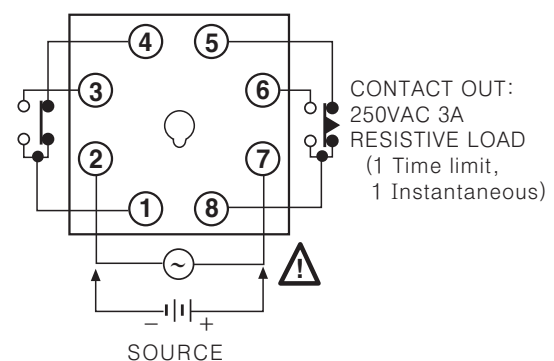 4 5
3 6
CONTACT OUT:
250VAC 3A
RESISTIVE LOAD
(1 Time limit,
1 Instantaneous)
2 7
1 8
~
!
− +
SOURCE